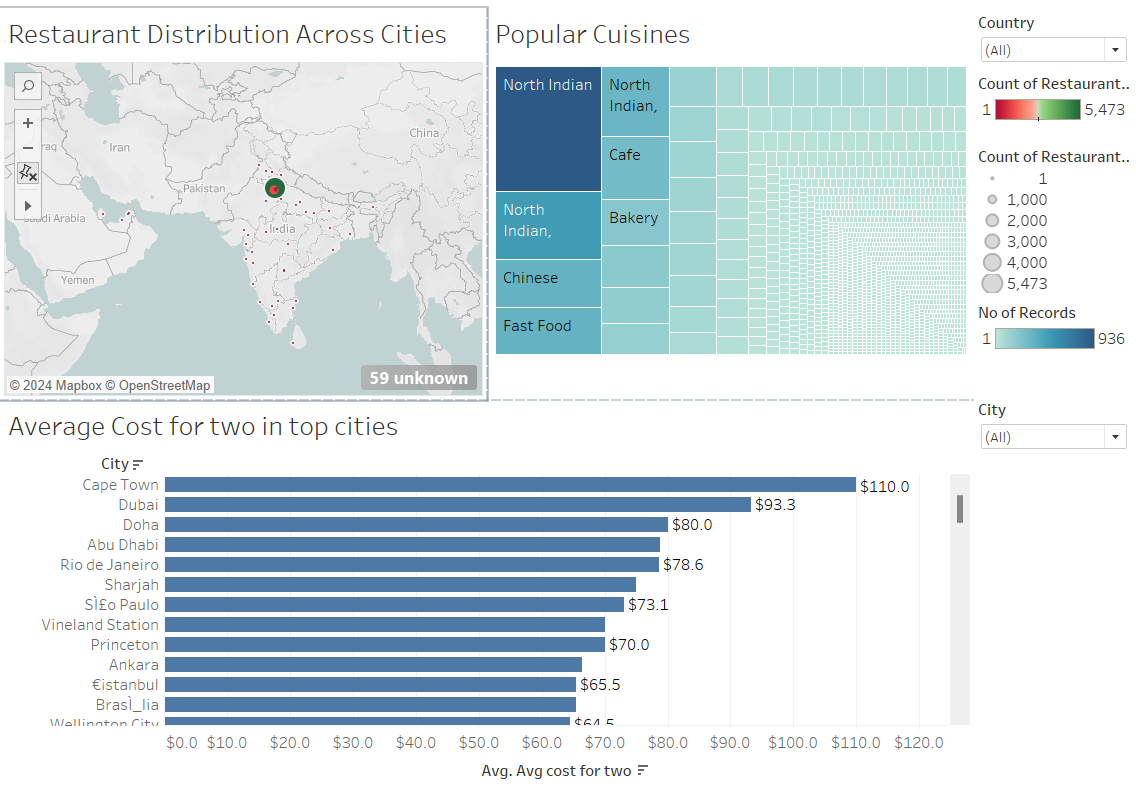 Restaurant Distribution Across Cities
Iran
China
Pakistan
Saudi Arabia
India
Yemen
© 2024 Mapbox © OpenStreetMap
59 unknown
Popular Cuisines
North Indian
North
Indian,
Chinese
Fast Food
North
Indian,
Cafe
Bakery
Country
(All)
Count of Restaurant..
1
5,473
Count of Restaurant..
1
1,000
2,000
3,000
4,000
5,473
No of Records
1
936
City
(All)
Average Cost for two in top cities
City
Cape Town $110.0
Dubai $93.3
Doha $80.0
Abu Dhabi
Rio de Janeiro $78.6
Sharjah
SÌ£o Paulo $73.1
Vineland Station
Princeton $70.0
Ankara
€istanbul $65.5
BrasÌ_lia
Wellington City $64.5
$0.0 $10.0 $20.0 $30.0 $40.0 $50.0 $60.0 $70.0 $80.0 $90.0 $100.0 $110.0 $120.0
Avg. Avg cost for two